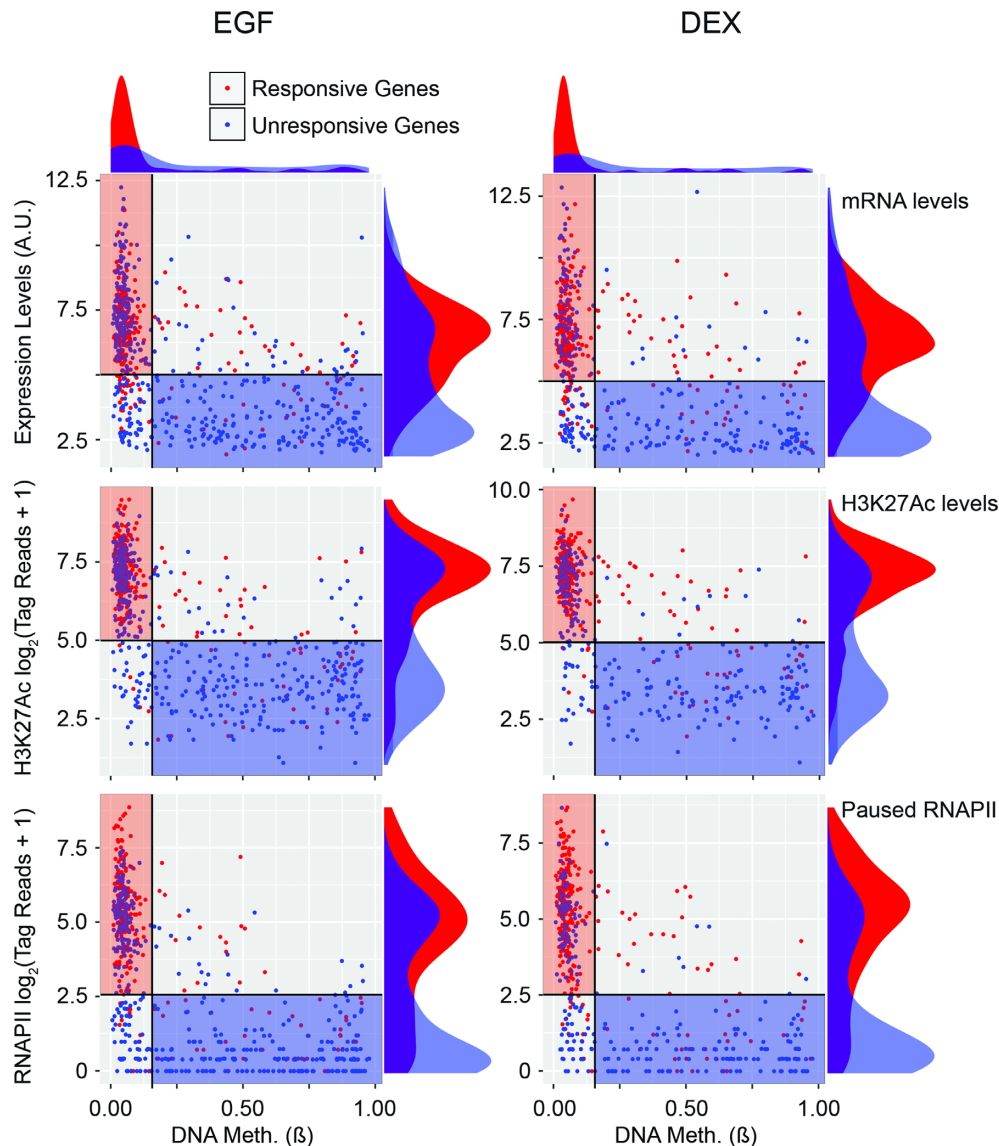 EGF
DEX
Responsive Genes
Unresponsive Genes
Expression Levels (A.U.)
12.5
7.5
2.5
12.5
7.5
2.5
mRNA levels
H3K27Ac log2(Tag Reads + 1)
7.5
5.0
2.5
10.0
7.5
5.0
2.5
H3K27Ac levels
RNAPII log2(Tag Reads + 1)
7.5
5.0
2.5
0
7.5
5.0
2.5
0
Paused RNAPII
0.00
0.50
1.00
0.00
0.50
1.00
DNA Meth. (ß)
DNA Meth. (ß)